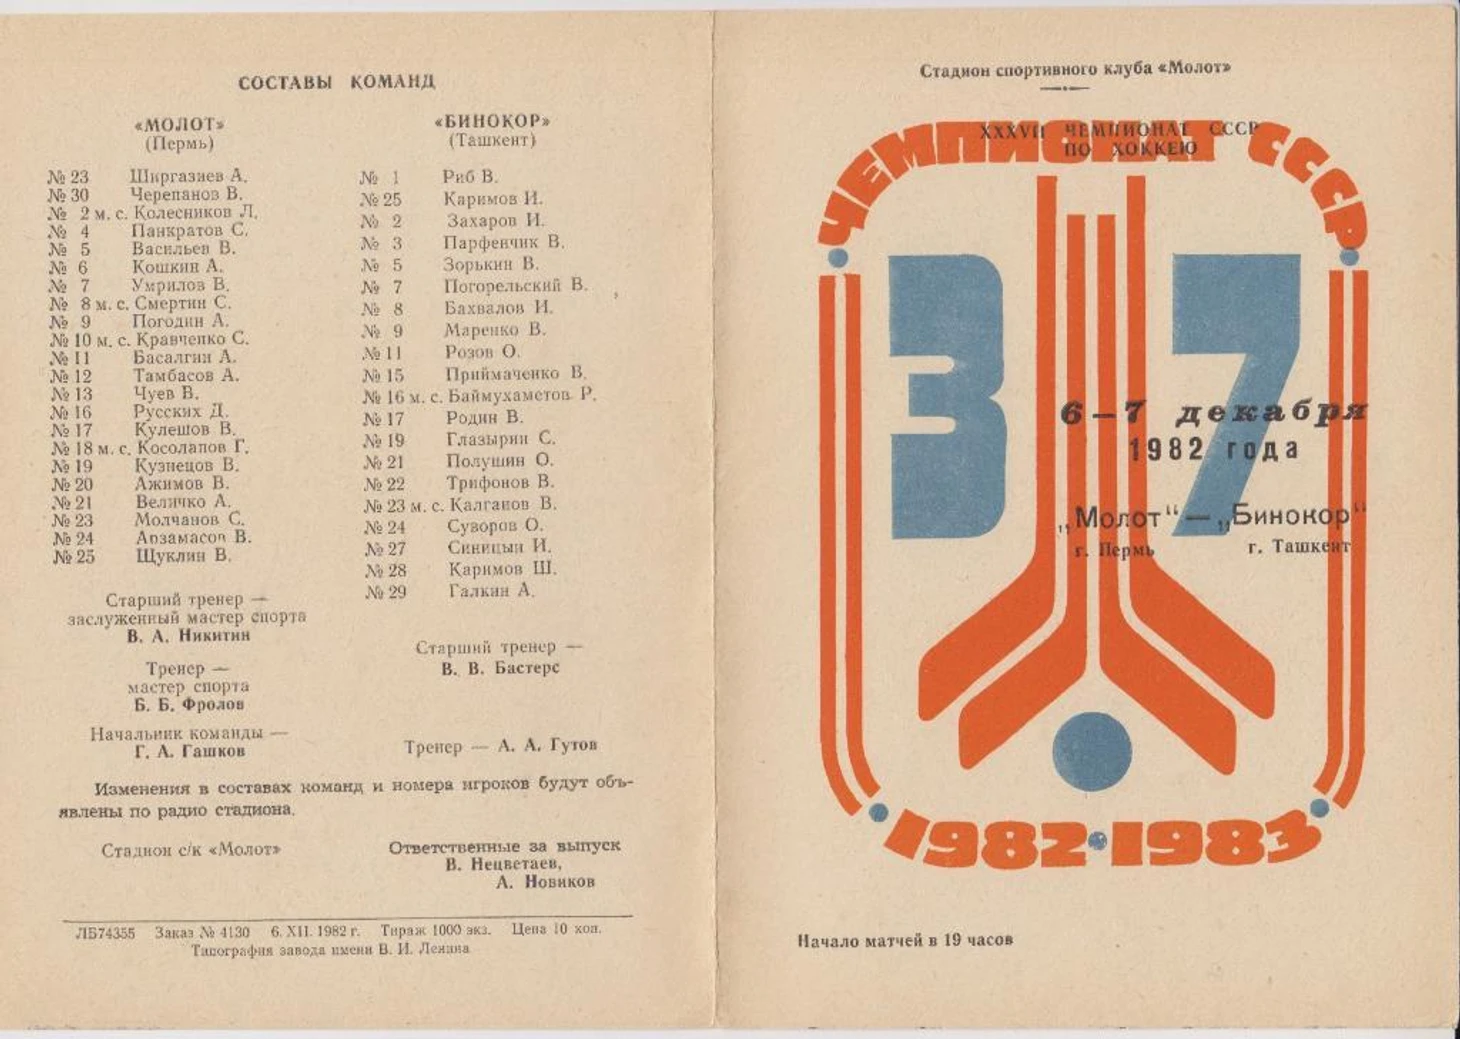 СОСТАВЫ КОМАНД
«МОЛОТ»
(Пермь)
№ 23 Ширгазиев А.
№ 30 Черепанов В.
№ 2 м. с. Колесников Л.
№ 4 Панкратов С.
№ 5 Васильев В.
№ 6 Кошкин А.
№ 7 Умрилов В.
№ 8 м. с. Смертин С.
№ 9 Погодин А.
№ 10 м. с. Кравченко С.
№ 11 Басалгин А.
№ 12 Тамбасов А.
№ 13 Чуев В.
№ 16 Русских Д.
№ 17 Кулешов В.
№ 18 м. с. Косолапов Г.
№ 19 Кузнецов В.
№ 20 Ажимов В.
№ 21 Величко А.
№ 23 Молчанов С.
№ 24 Арзамасов В.
№ 25 Щуклин В.
Старший тренер —
заслуженный мастер спорта
В. А. Никитин
Тренер —
мастер спорта
Б. Б. Фролов
Начальник команды —
Г. А. Гашков
«БИНОКОР»
(Ташкент)
№ 1 Риб В.
№ 25 Каримов И.
№ 2 Захаров И.
№ 3 Парфенчик В.
№ 5 Зорькин В.
№ 7 Погорельский В.
№ 8 Бахвалов И.
№ 9 Маренко В.
№ 11 Розов О.
№ 15 Приймаченко В.
№ 16 м. с. Баймухаметов Р.
№ 17 Родин В.
№ 19 Глазырин С.
№ 21 Полушин О.
№ 22 Трифонов В.
№ 23 м. с. Калганов В.
№ 24 Суворов О.
№ 27 Синицын И.
№ 28 Каримов Ш.
№ 29 Галкин А.
Старший тренер —
В. В. Бастерс
Тренер — А. А. Гутов
Изменения в составах команд и номера игроков будут объ-
явлены по радио стадиона.
Стадион с/к «Молот»
Ответственные за выпуск
В. Нецветаев,
А. Новиков
ЛБ74355 Заказ № 4130 6. XII. 1982 г. Тираж 1000 экз. Цена 10 коп.
Типография завода имени В. И. Ленина
Стадион спортивного клуба «Молот»
XXXVII ЧЕМПИОНАТ СССР
ПО ХОККЕЮ
ЧЕМПИОНАТ СССР
37
6—7 декабря
1982 года
„Молот“ — „Бинокор“
г. Пермь г. Ташкент
1982·1983
Начало матчей в 19 часов